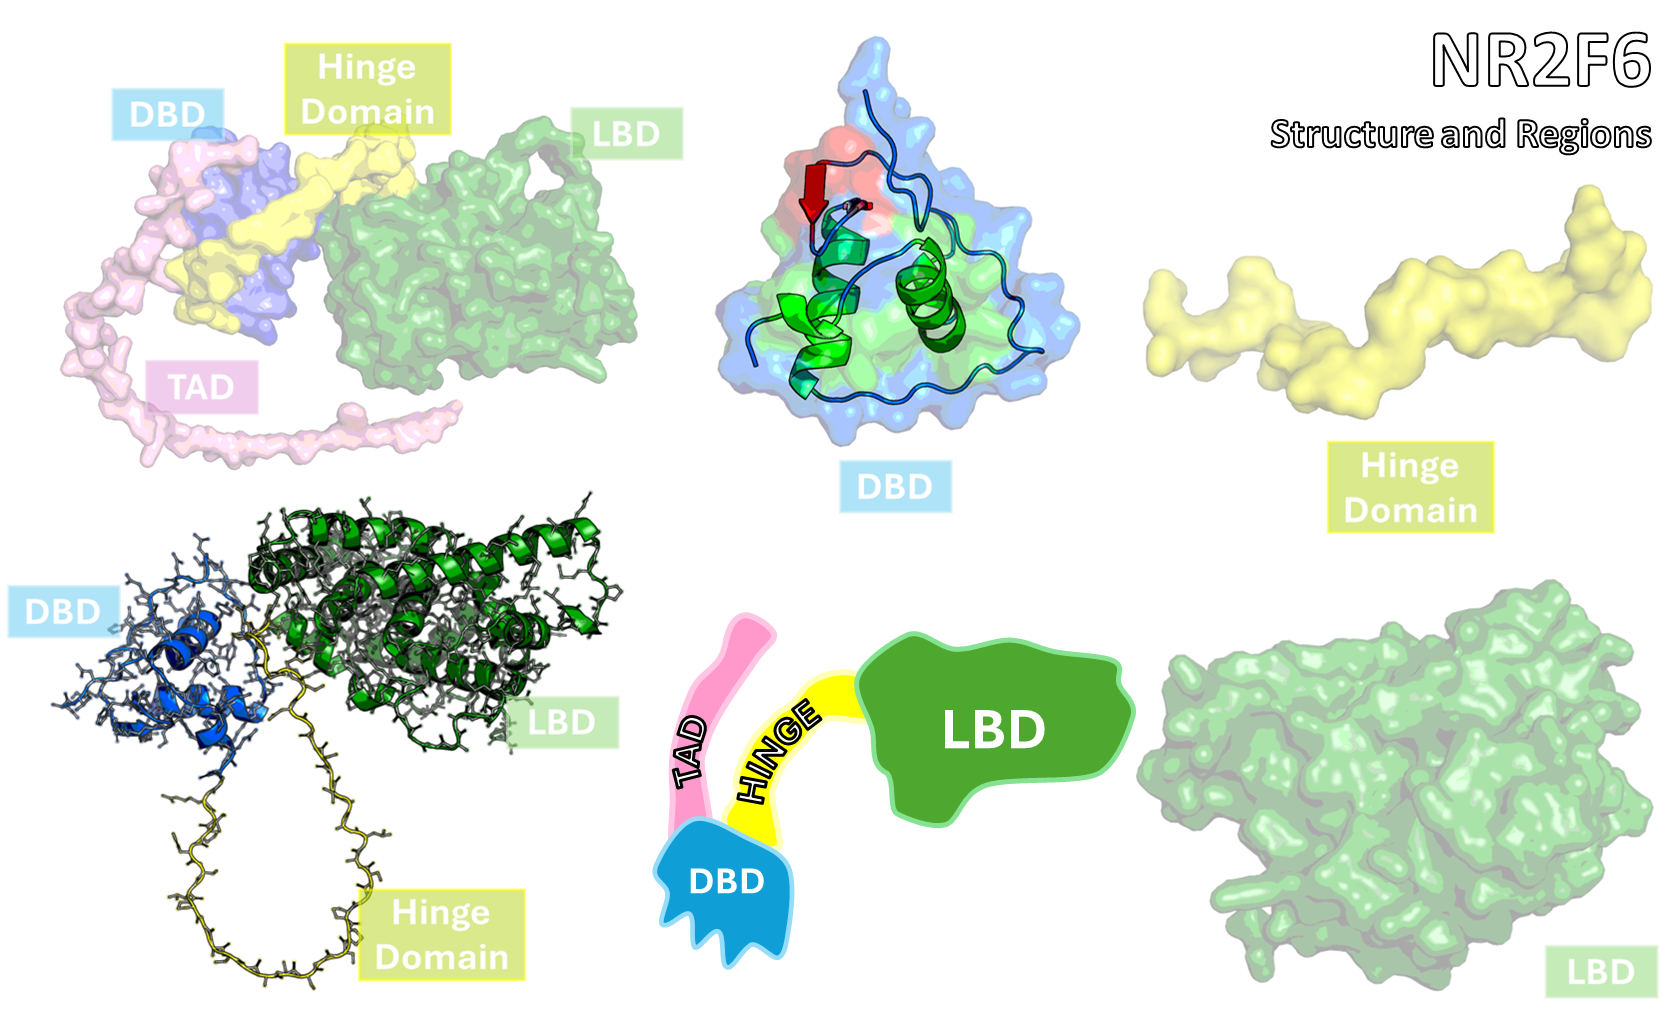 NR2F6
Structure and Regions
DBD
Hinge
Domain
LBD
TAD
DBD
Hinge
Domain
DBD
LBD
Hinge
Domain
TAD
HINGE
LBD
DBD
LBD